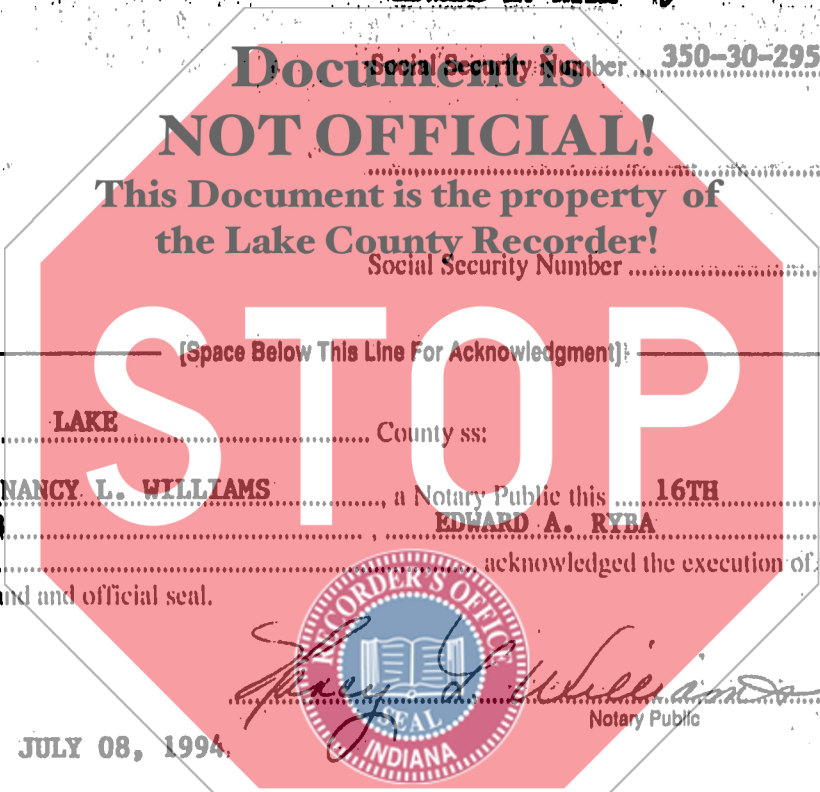 Document is
Social Security Number 350-30-295
NOT OFFICIAL!
This Document is the property of
the Lake County Recorder!
Social Security Number
[Space Below This Line For Acknowledgment]
STOP
LAKE County ss:
NANCY L. WILLIAMS, a Notary Public this 16TH
, EDWARD A. RYBA
acknowledged the execution of
nd and official seal.
RECORDER'S OFFICE
SEAL
INDIANA
Nancy L Williams
Notary Public
JULY 08, 1994,